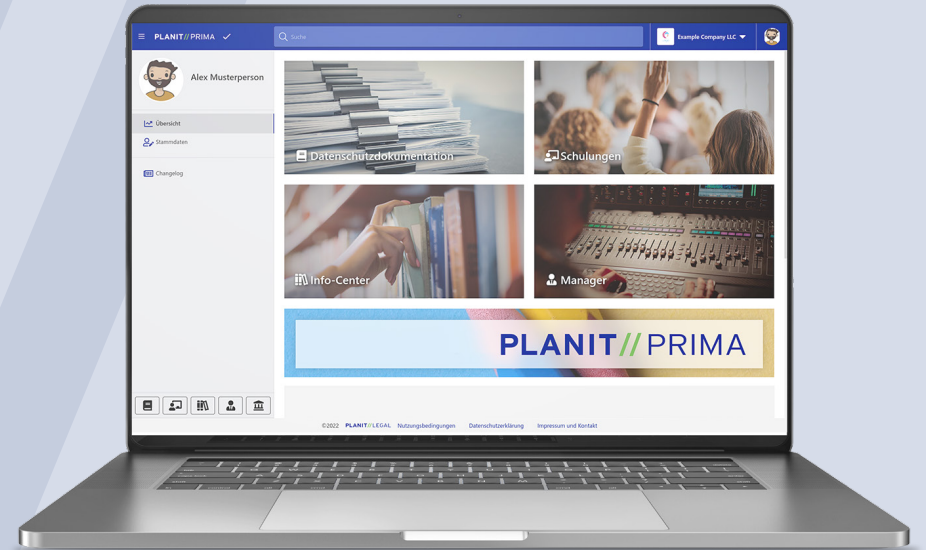 PLANIT//PRIMA
Suche
Example Company LLC
Alex Musterperson
Übersicht
Stammdaten
Changelog
Datenschutzdokumentation
Schulungen
Info-Center
Manager
PLANIT//PRIMA
©2022 PLANIT//LEGAL Nutzungsbedingungen Datenschutzerklärung Impressum und Kontakt